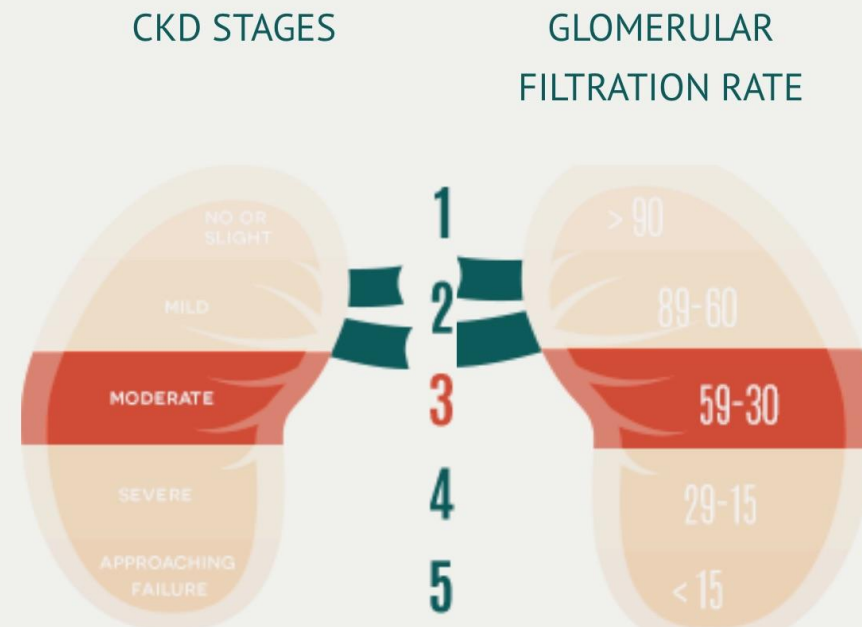 CKD STAGES
GLOMERULAR
FILTRATION RATE
NO OR
SLIGHT
1
> 90
MILD
2
89-60
MODERATE
3
59-30
SEVERE
4
29-15
APPROACHING
FAILURE
5
< 15